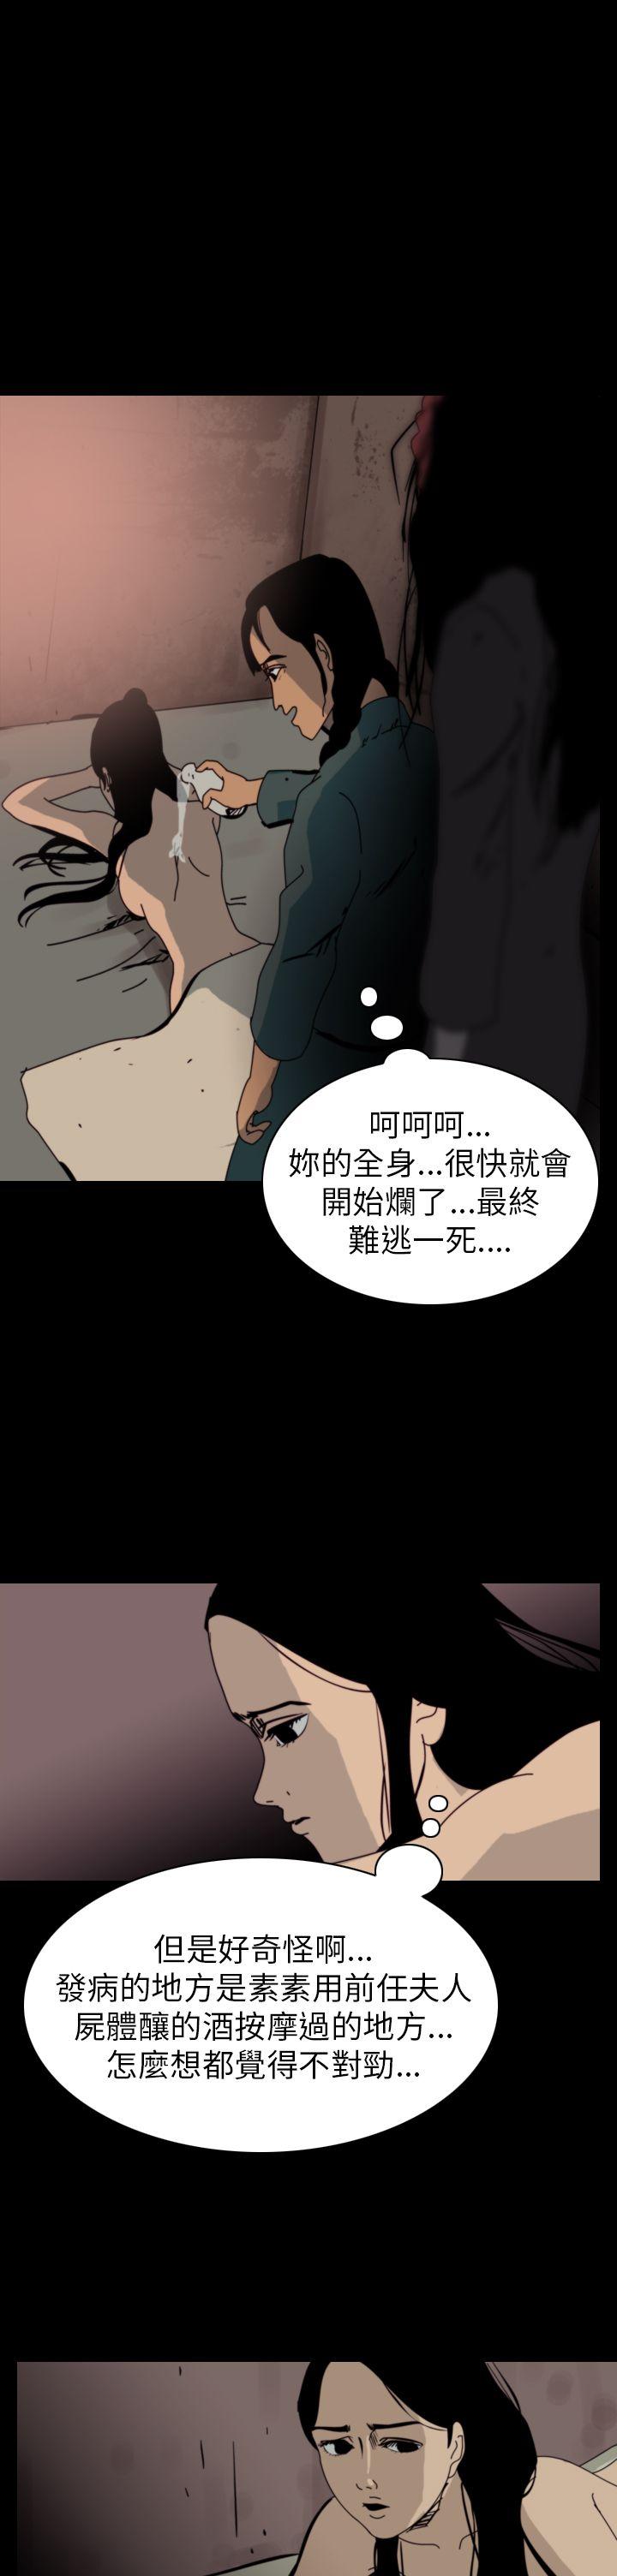 呵呵呵...
妳的全身...很快就會
開始爛了...最終
難逃一死....
但是好奇怪啊...
發病的地方是素素用前任夫人
屍體釀的酒按摩過的地方...
怎麼想都覺得不對勁...